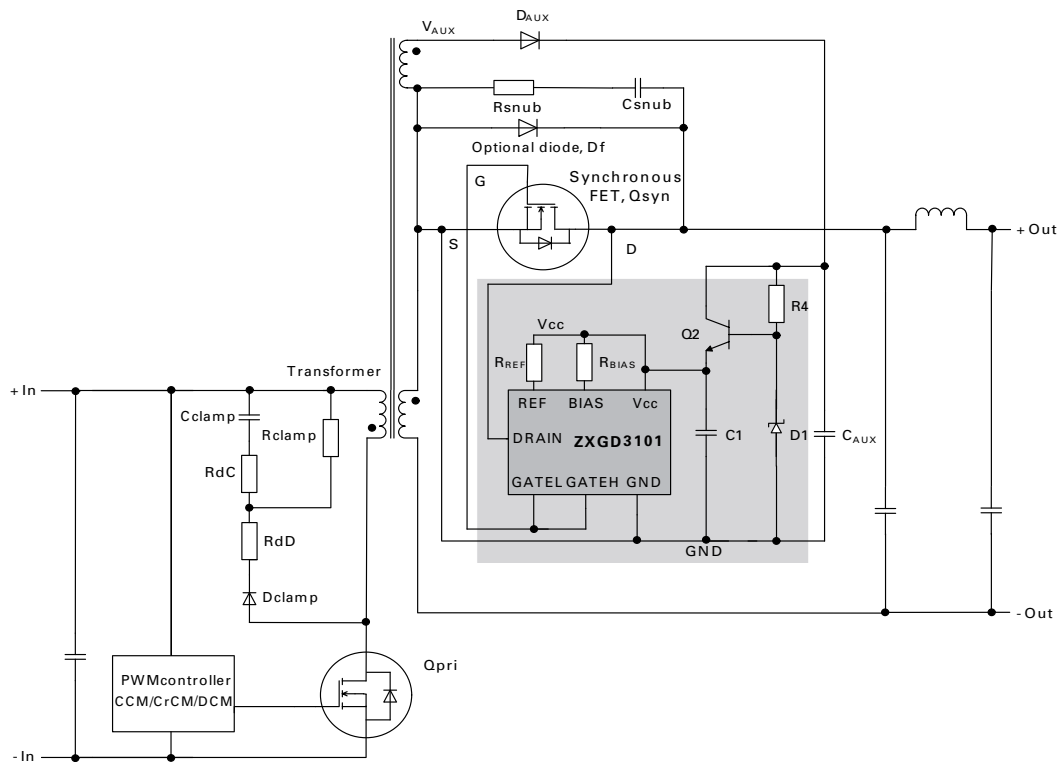 DAUX
VAUX
Rsnub
Csnub
Optional diode, Df
G
Synchronous
FET, Qsyn
S
D
+ Out
R4
Vcc
Q2
RREF
RBIAS
Transformer
+ In
REF BIAS Vcc
Cclamp
Rclamp
DRAIN ZXGD3101
C1
D1
CAUX
RdC
GATEL GATEH GND
RdD
GND
Dclamp
- Out
Qpri
PWMcontroller
CCM/CrCM/DCM
- In